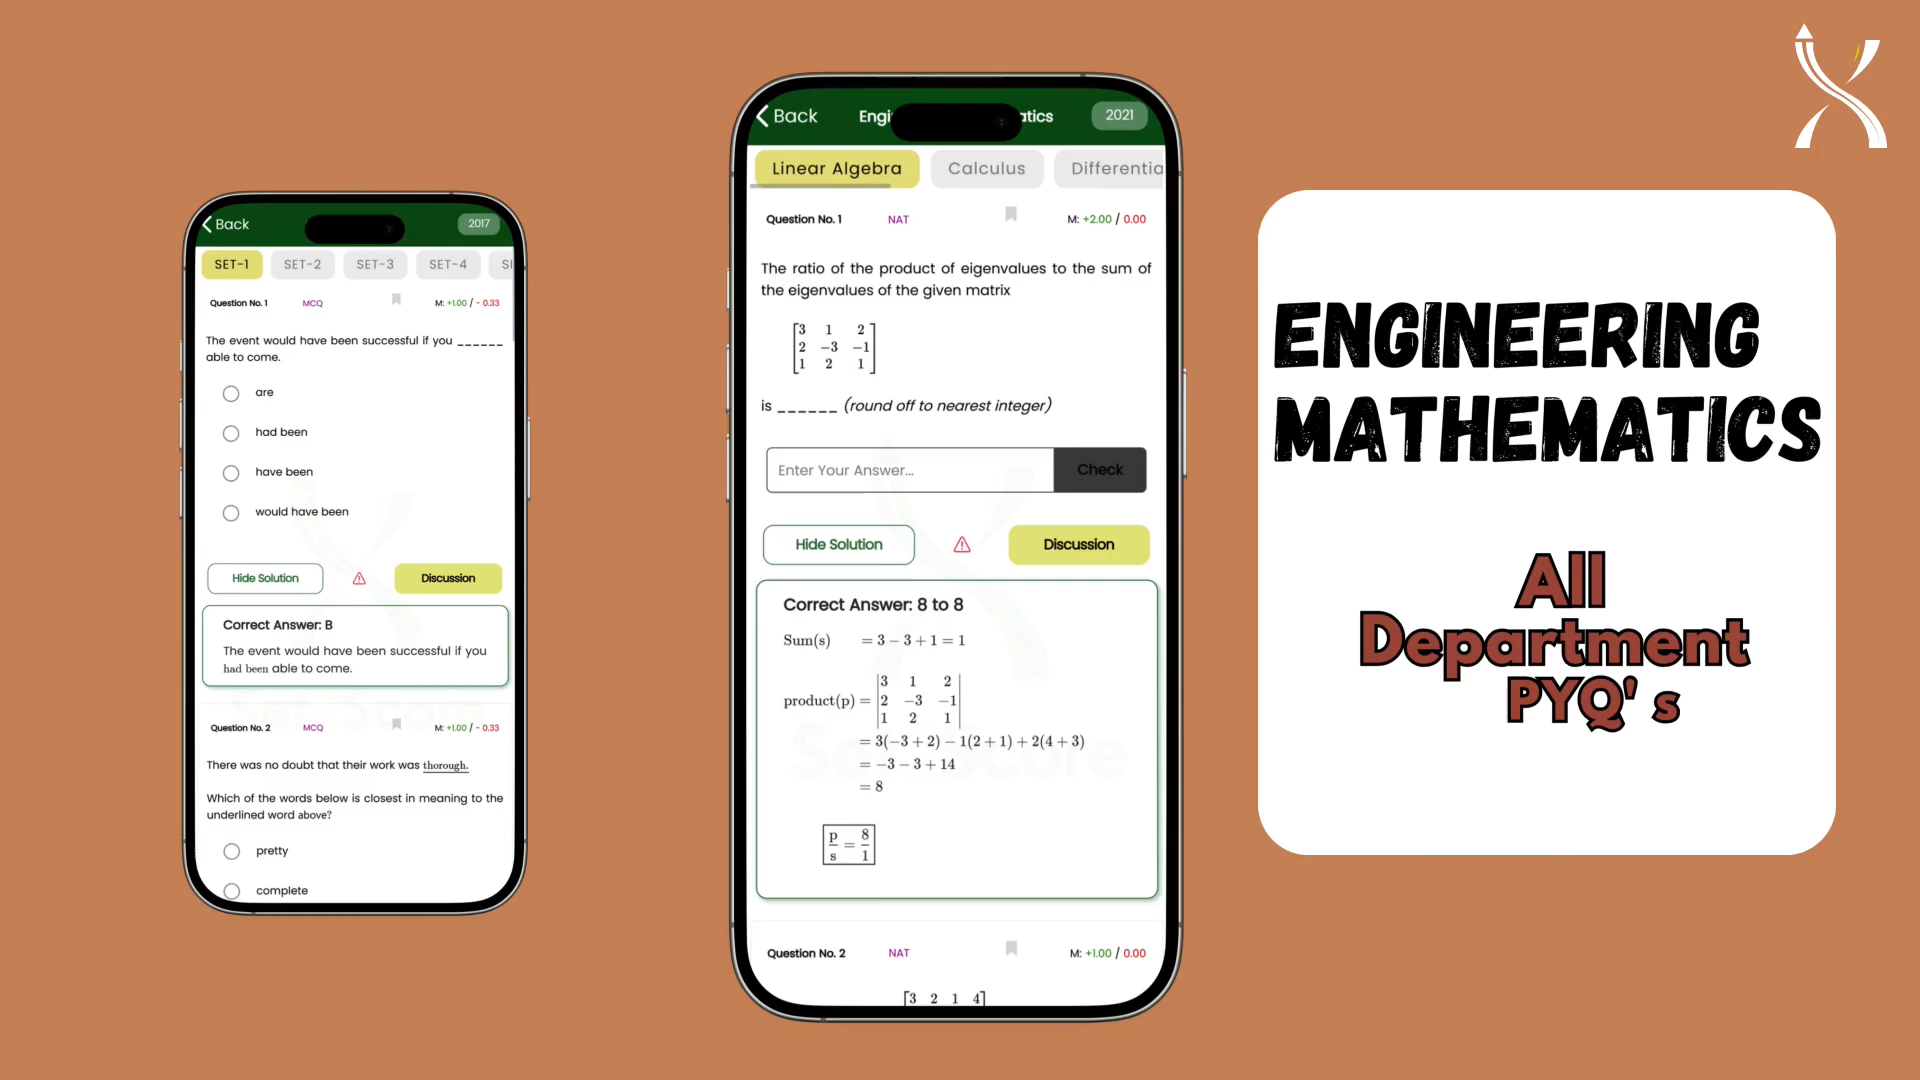 Back
2017
SET-1
SET-2
SET-3
SET-4
Question No. 1
MCQ
M: +1.00 / - 0.33
The event would have been successful if you ______
able to come.
are
had been
have been
would have been
Hide Solution
Discussion
Correct Answer: B
The event would have been successful if you
had been able to come.
Question No. 2
MCQ
M: +1.00 / - 0.33
There was no doubt that their work was thorough.
Which of the words below is closest in meaning to the
underlined word above?
pretty
complete
Back
2021
Linear Algebra
Calculus
Question No. 1
NAT
M: +2.00 / 0.00
The ratio of the product of eigenvalues to the sum of
the eigenvalues of the given matrix
3 1 2
2 −3 −1
1 2 1
is ______ (round off to nearest integer)
Enter Your Answer...
Check
Hide Solution
Discussion
Correct Answer: 8 to 8
Sum(s) = 3 − 3 + 1 = 1
3 1 2
product(p) = 2 −3 −1
1 2 1
= 3(−3 + 2) − 1(2 + 1) + 2(4 + 3)
= −3 − 3 + 14
= 8
p/s = 8/1
Question No. 2
NAT
M: +1.00 / 0.00
3 2 1 4
ENGINEERING
MATHEMATICS
All
Department
PYQ' s